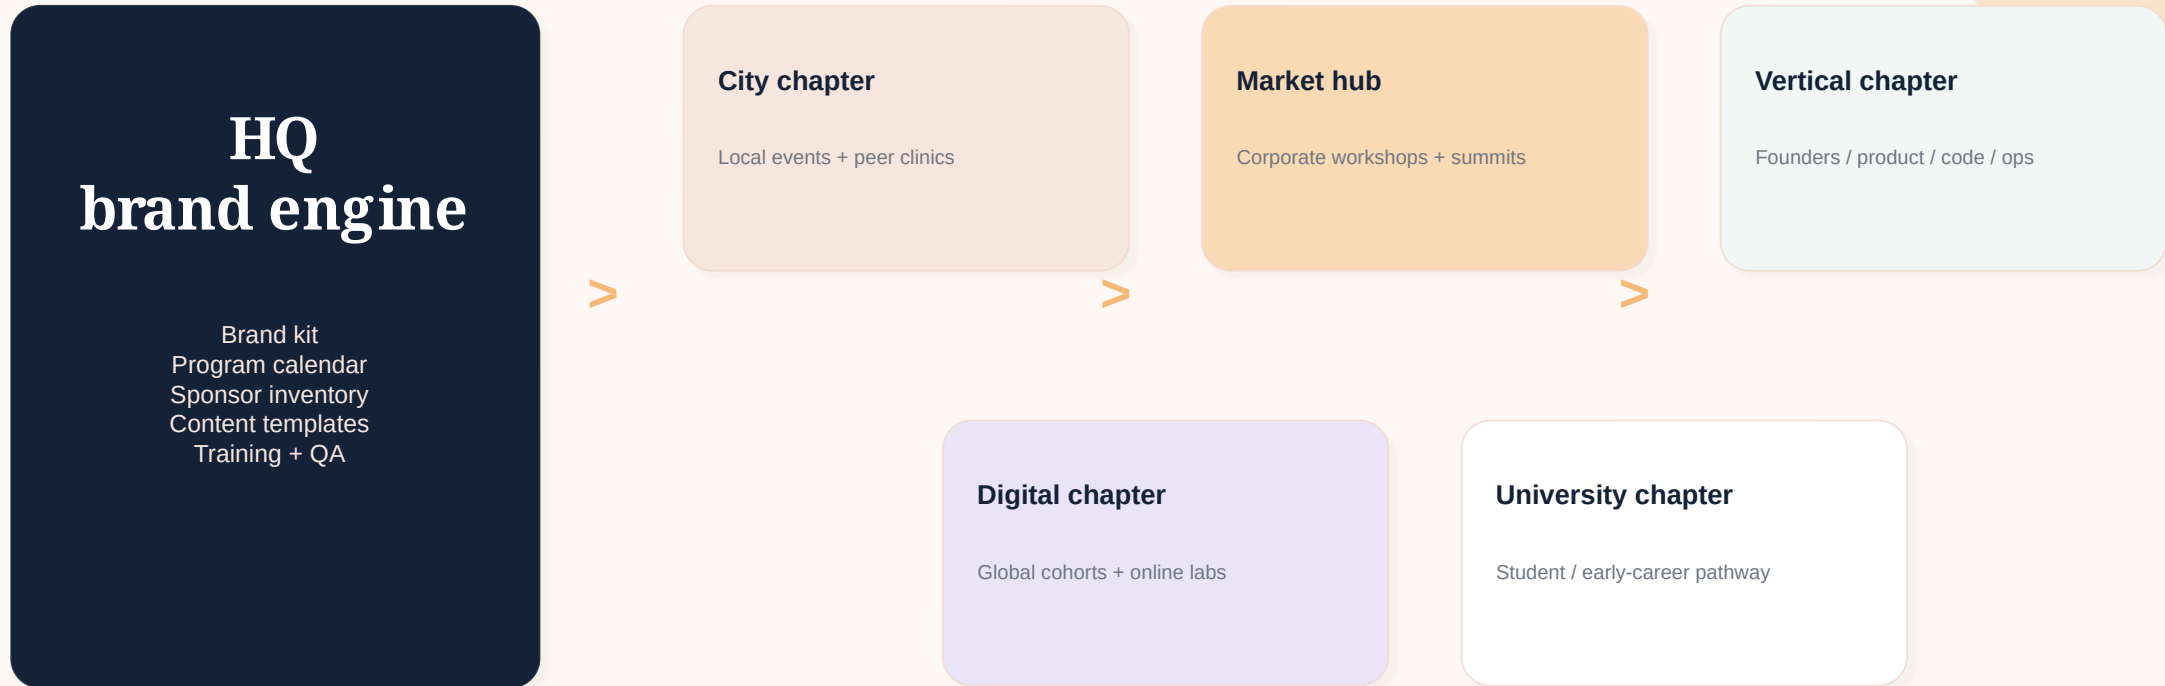 HQ
brand engine
Brand kit
Program calendar
Sponsor inventory
Content templates
Training + QA
>
City chapter
Local events + peer clinics
>
Market hub
Corporate workshops + summits
>
Vertical chapter
Founders / product / code / ops
Digital chapter
Global cohorts + online labs
University chapter
Student / early-career pathway